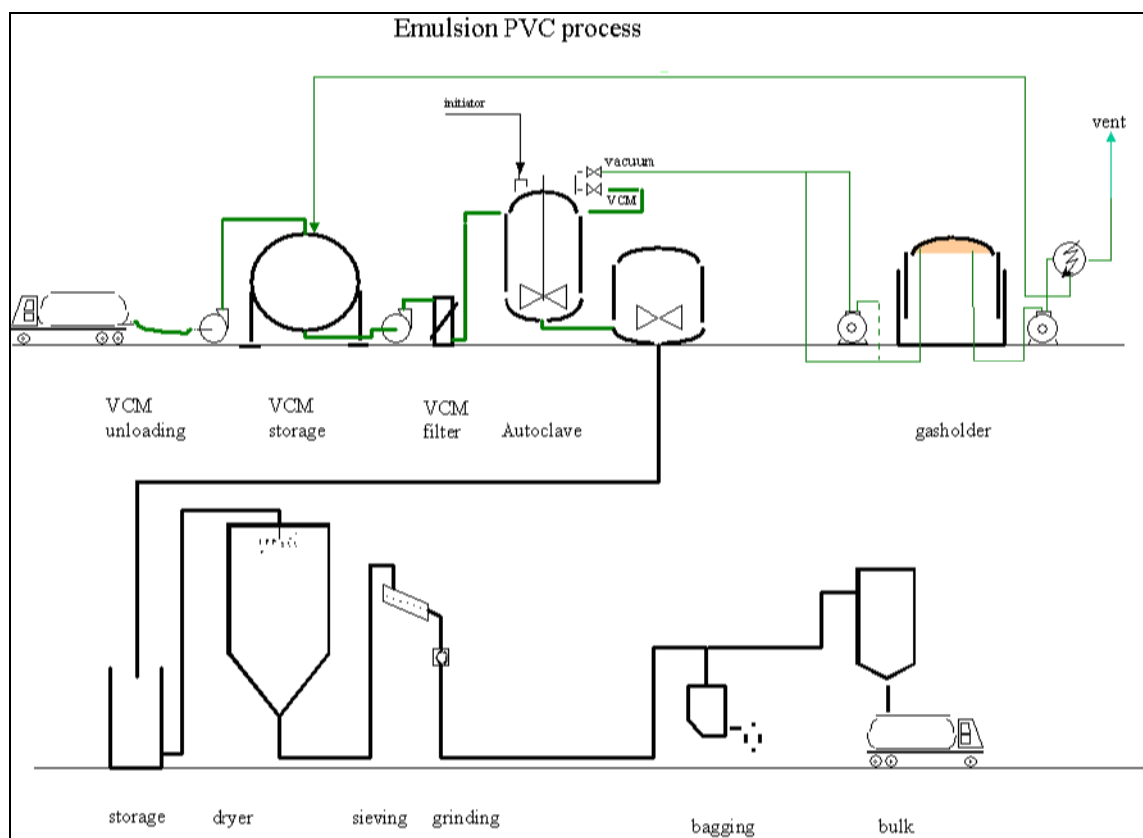 Emulsion PVC process
initiator
vent
vacuum
VCM
VCM
unloading
VCM
storage
VCM
filter
Autoclave
gasholder
storage
dryer
sieving
grinding
bagging
bulk